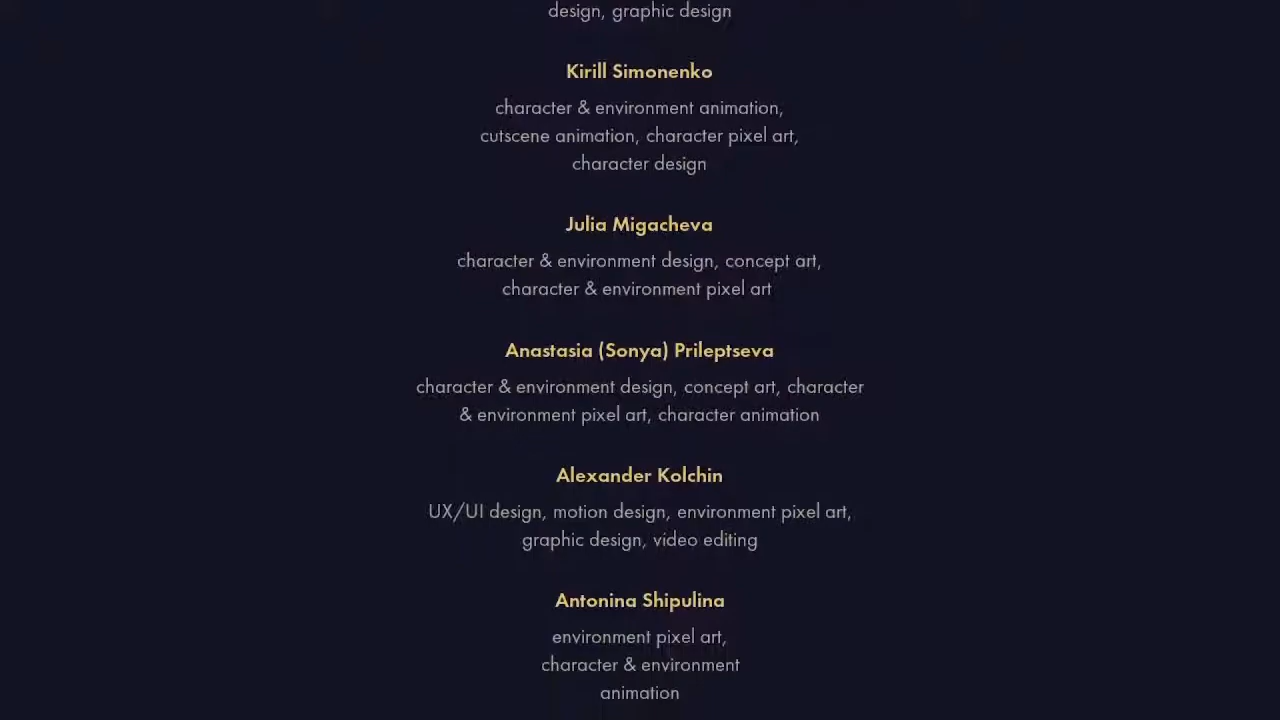 design, graphic design
Kirill Simonenko
character & environment animation,
cutscene animation, character pixel art,
character design
Julia Migacheva
character & environment design, concept art,
character & environment pixel art
Anastasia (Sonya) Prileptseva
character & environment design, concept art, character
& environment pixel art, character animation
Alexander Kolchin
UX/UI design, motion design, environment pixel art,
graphic design, video editing
Antonina Shipulina
environment pixel art,
character & environment
animation